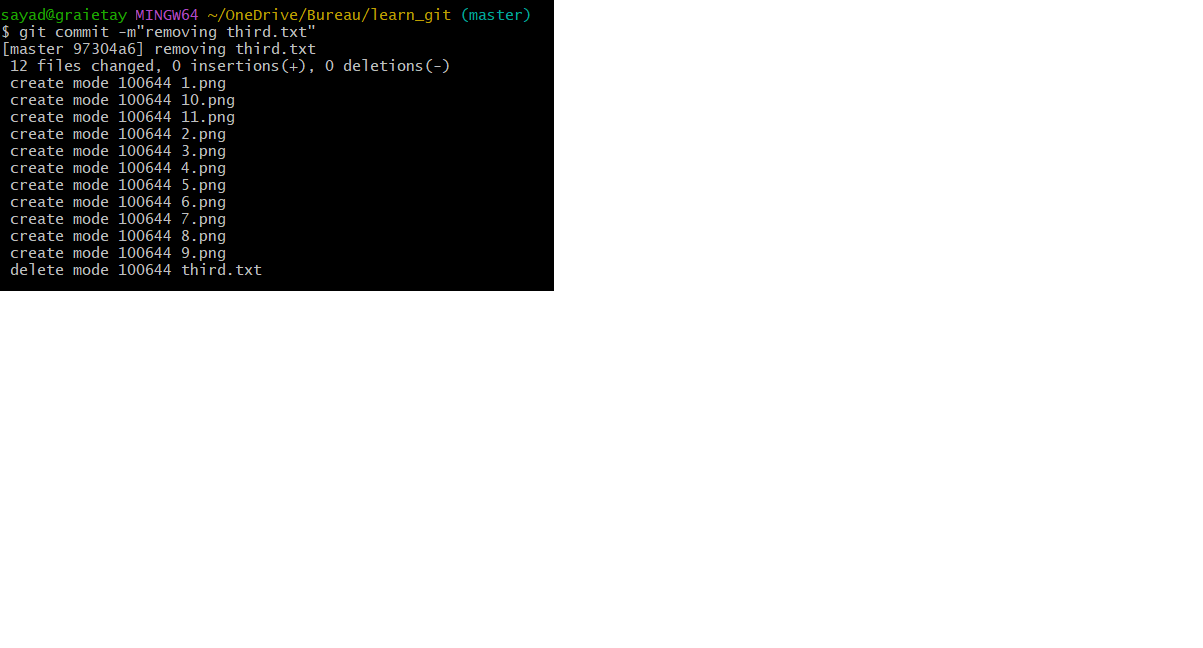 sayad@graietay MINGW64 ~/OneDrive/Bureau/learn_git (master)
$ git commit -m"removing third.txt"
[master 97304a6] removing third.txt
 12 files changed, 0 insertions(+), 0 deletions(-)
 create mode 100644 1.png
 create mode 100644 10.png
 create mode 100644 11.png
 create mode 100644 2.png
 create mode 100644 3.png
 create mode 100644 4.png
 create mode 100644 5.png
 create mode 100644 6.png
 create mode 100644 7.png
 create mode 100644 8.png
 create mode 100644 9.png
 delete mode 100644 third.txt